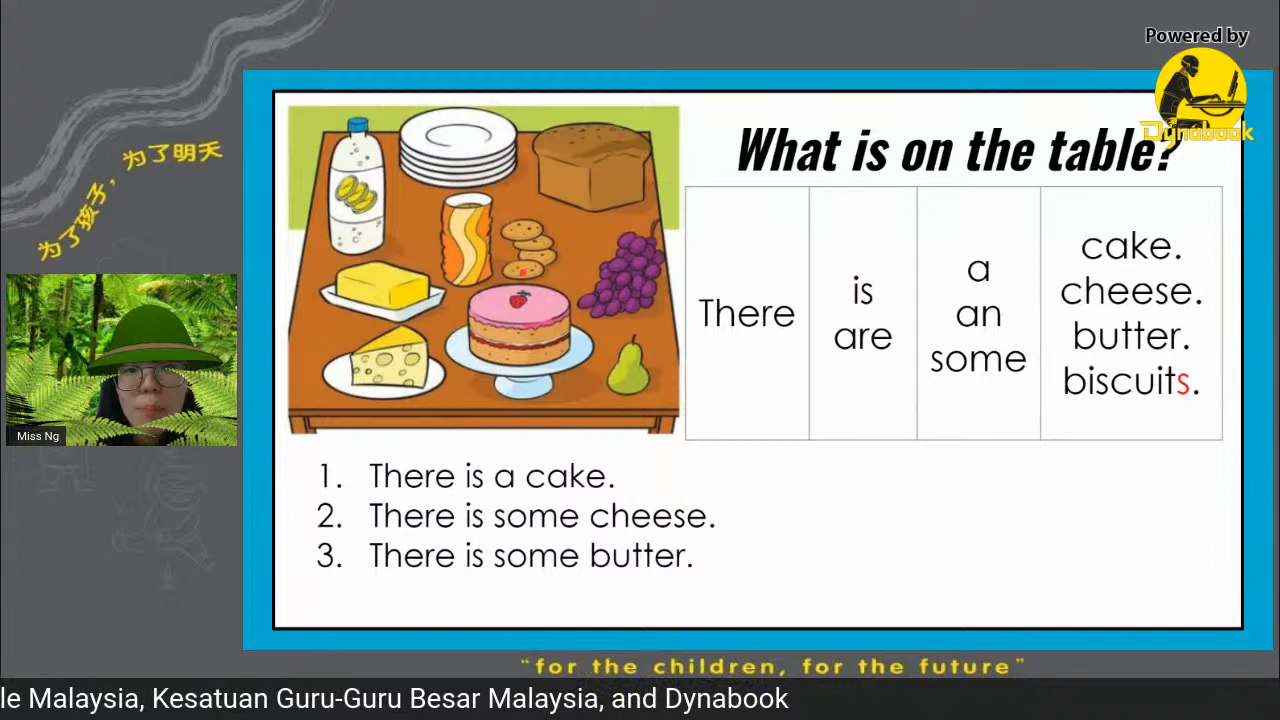 Powered by
Dynabook
为了孩子，为了明天
What is on the table?
There
is
are
a
an
some
cake.
cheese.
butter.
biscuits.
Miss Ng
1. There is a cake.
2. There is some cheese.
3. There is some butter.
“for the children, for the future”
le Malaysia, Kesatuan Guru-Guru Besar Malaysia, and Dynabook